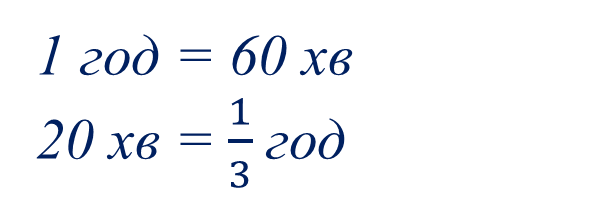 1 год = 60 хв
20 хв = 1/3 год